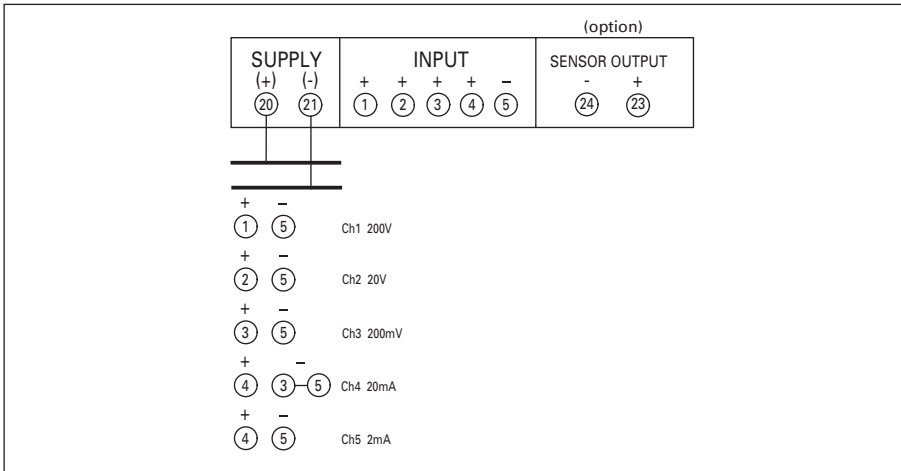 (option)
SUPPLY INPUT SENSOR OUTPUT
(+) (-) + + + + – - +
20 21 1 2 3 4 5 24 23
+ –
1 5 Ch1 200V
+ –
2 5 Ch2 20V
+ –
3 5 Ch3 200mV
+ –
4 3 5 Ch4 20mA
+ –
4 5 Ch5 2mA